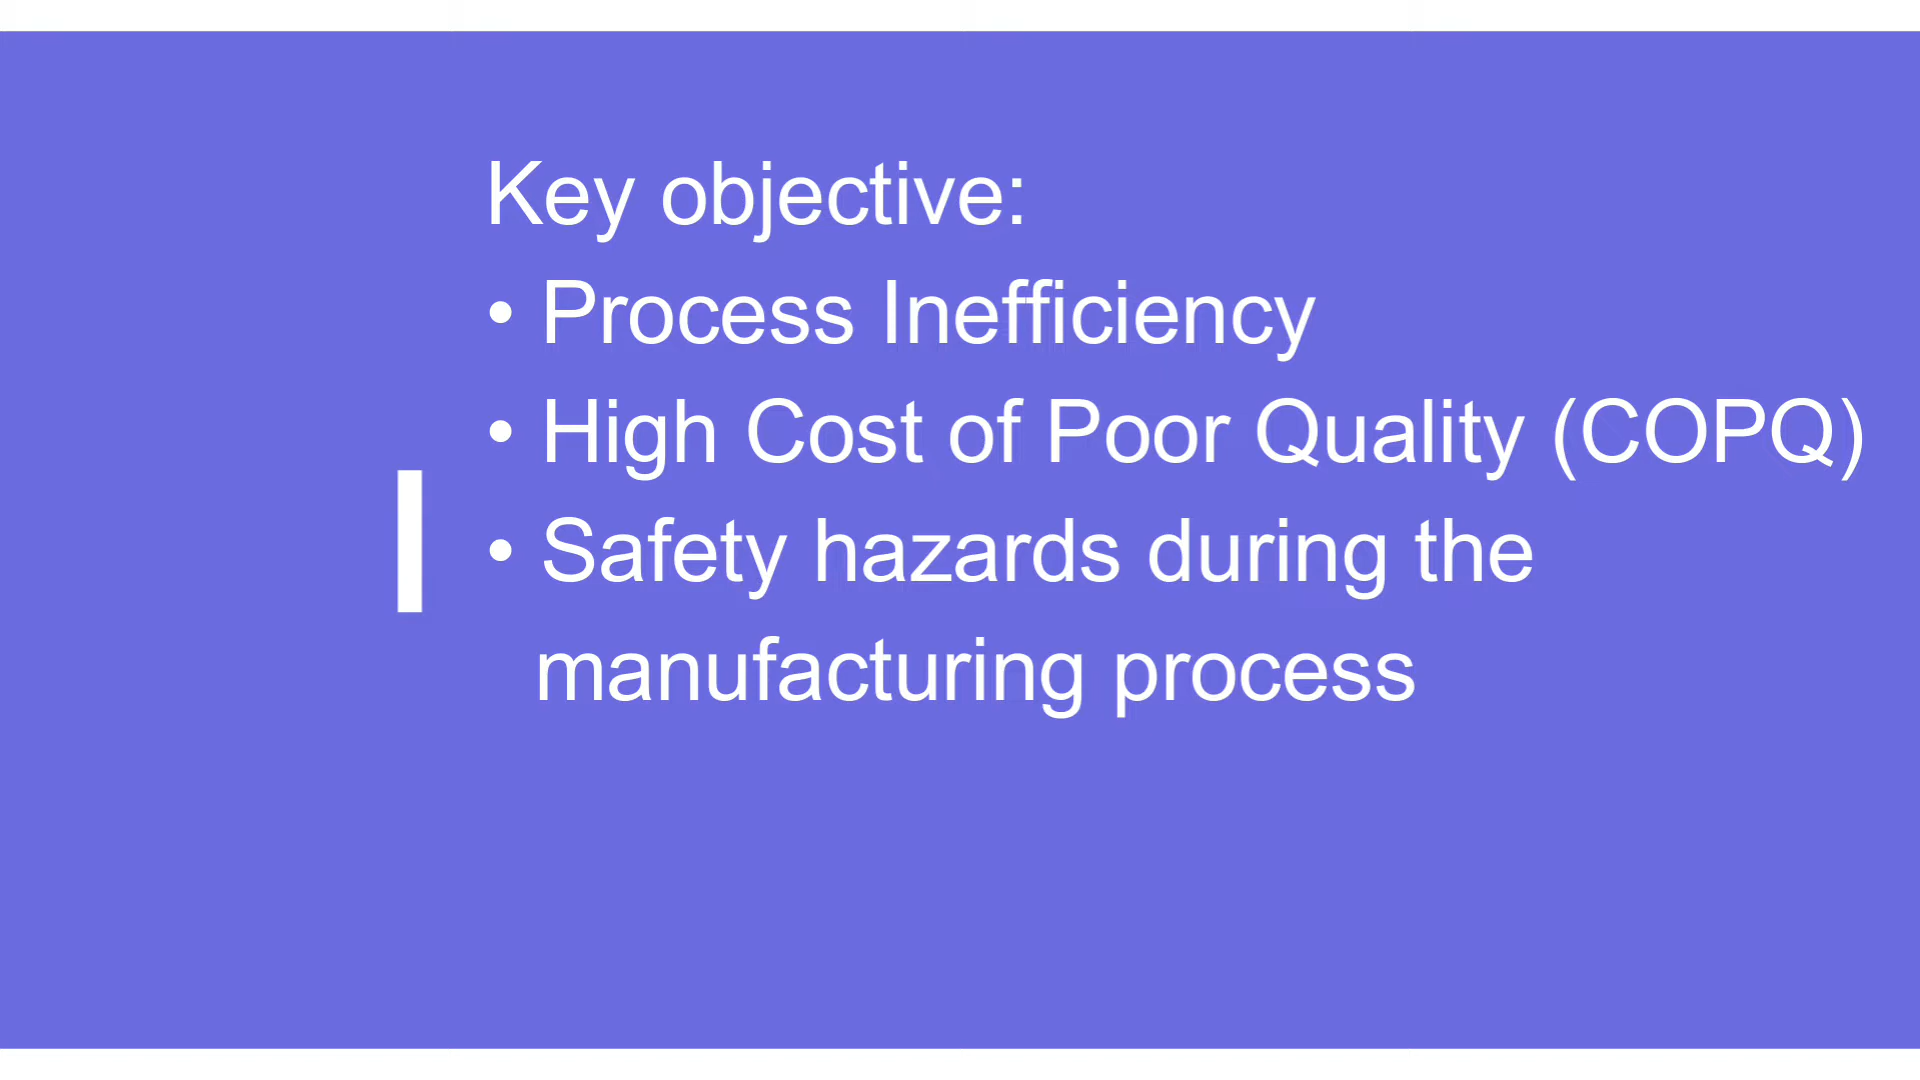 Key objective:
• Process Inefficiency
• High Cost of Poor Quality (COPQ)
• Safety hazards during the
manufacturing process